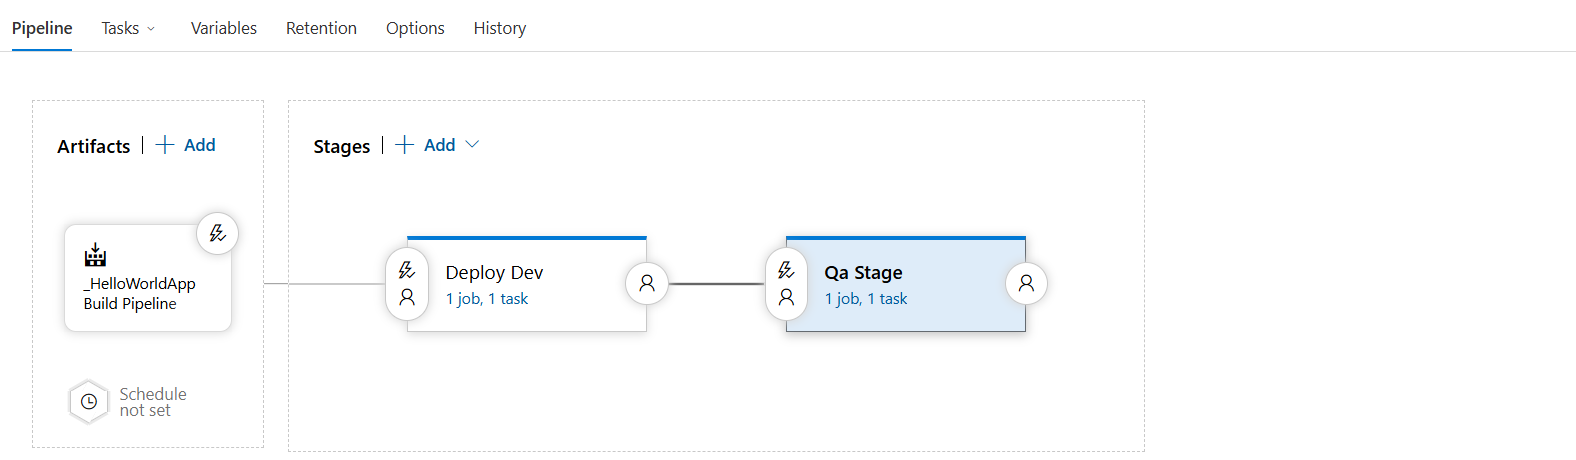 Pipeline Tasks Variables Retention Options History
Artifacts Add
Stages Add
_HelloWorldApp
Build Pipeline
Schedule
not set
Deploy Dev
1 job, 1 task
Qa Stage
1 job, 1 task